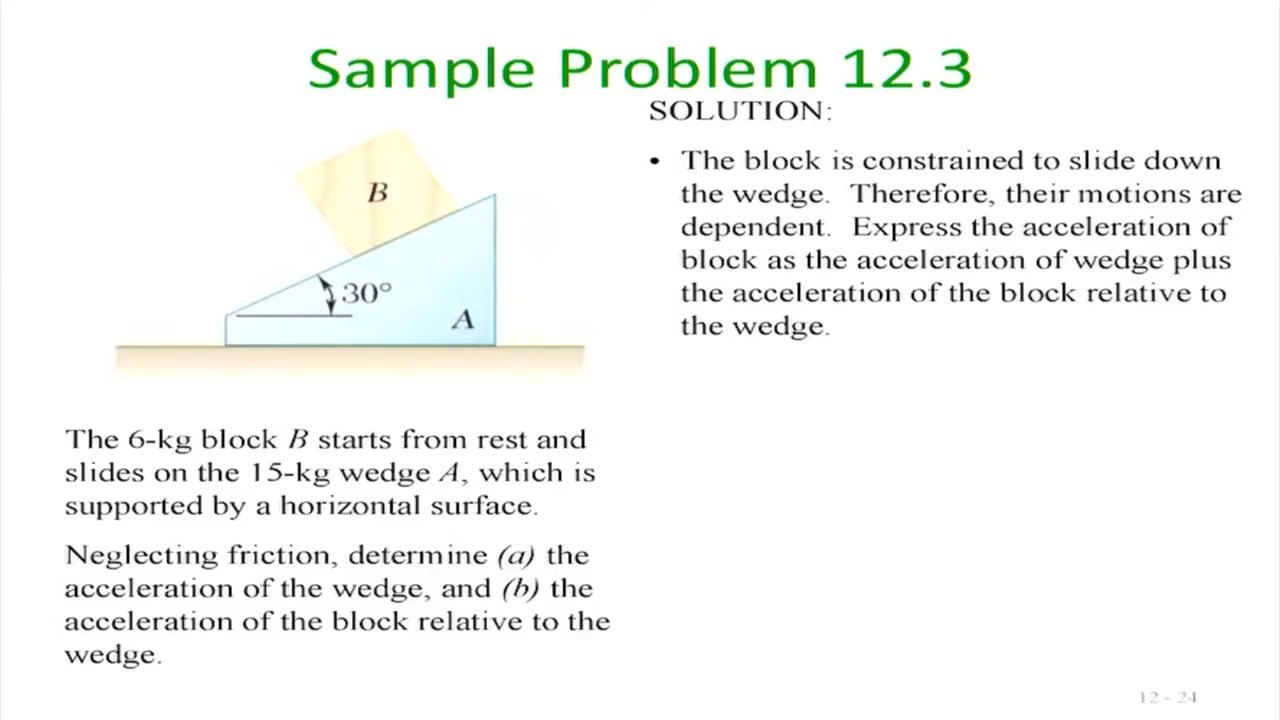 Sample Problem 12.3
SOLUTION:
• The block is constrained to slide down
the wedge. Therefore, their motions are
dependent. Express the acceleration of
block as the acceleration of wedge plus
the acceleration of the block relative to
the wedge.
B
30°
A
The 6-kg block B starts from rest and
slides on the 15-kg wedge A, which is
supported by a horizontal surface.
Neglecting friction, determine (a) the
acceleration of the wedge, and (b) the
acceleration of the block relative to the
wedge.
12 - 24